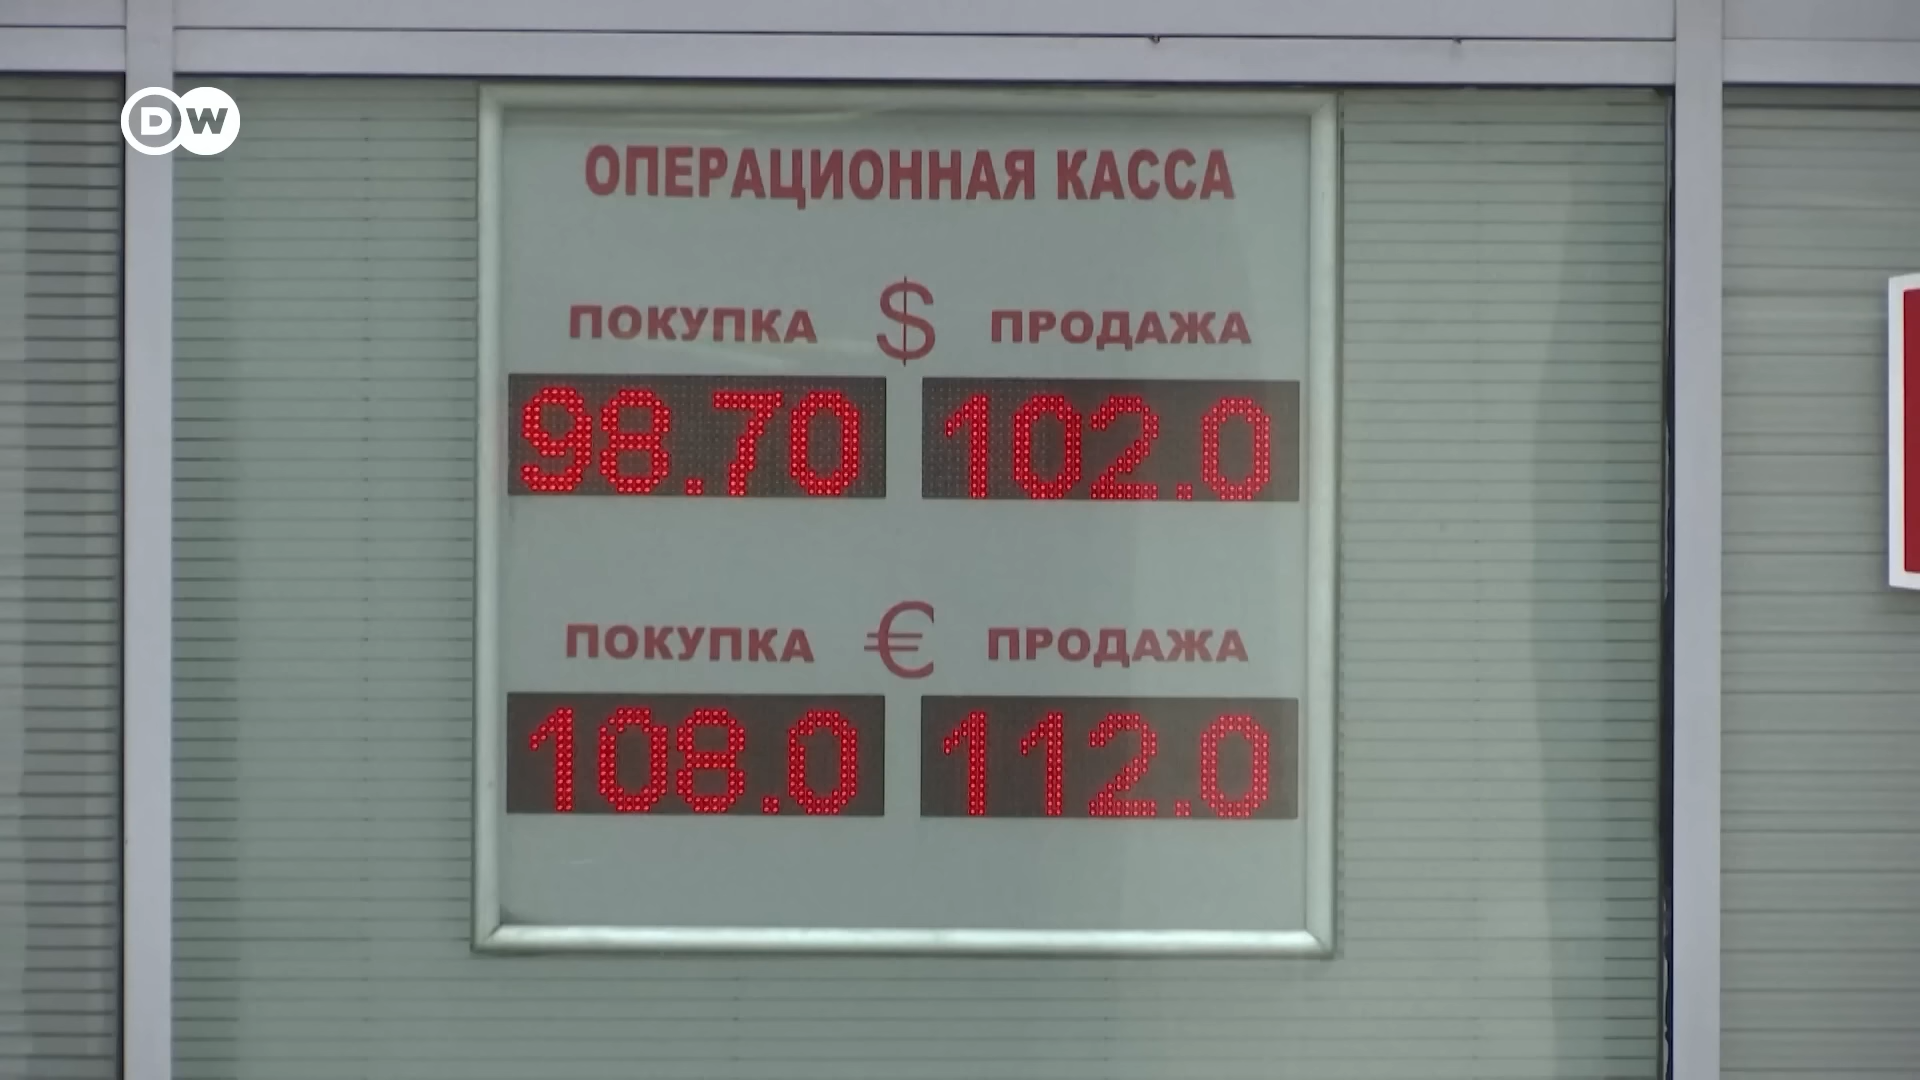 DW
ОПЕРАЦИОННАЯ КАССА
ПОКУПКА $ ПРОДАЖА
98.70 102.0
ПОКУПКА € ПРОДАЖА
108.0 112.0